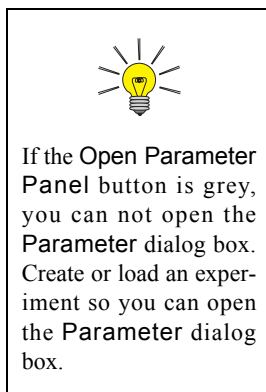 If the Open Parameter
Panel button is grey,
you can not open the
Parameter dialog box.
Create or load an exper-
iment so you can open
the Parameter dialog
box.